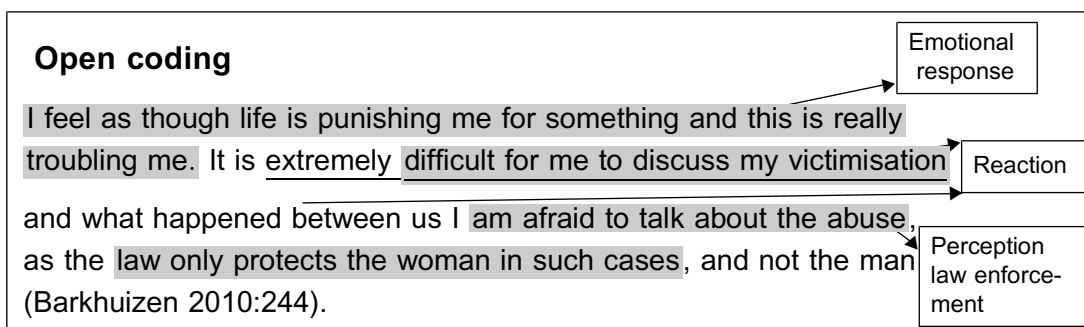 Open coding
Emotional
response
I feel as though life is punishing me for something and this is really
troubling me. It is extremely difficult for me to discuss my victimisation
Reaction
and what happened between us I am afraid to talk about the abuse,
as the law only protects the woman in such cases, and not the man
(Barkhuizen 2010:244).
Perception
law enforce-
ment